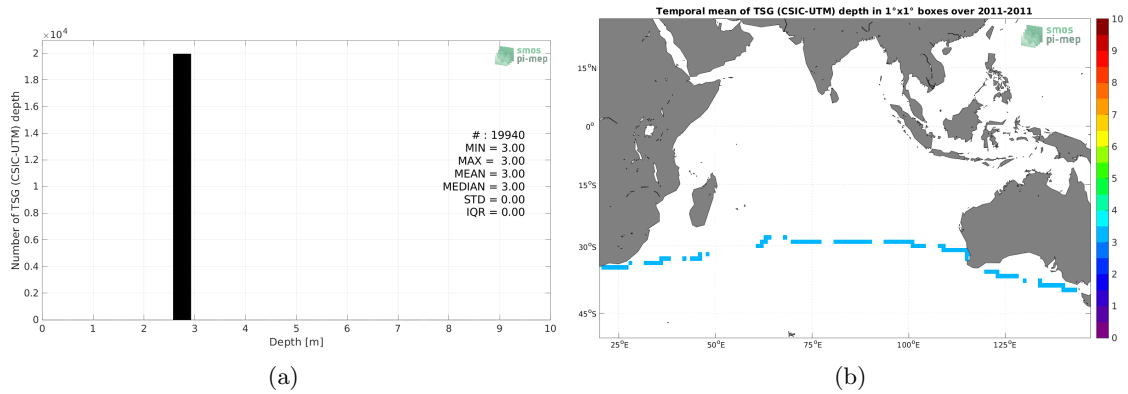 ×10⁴
2
1.8
1.6
1.4
1.2
1
0.8
0.6
0.4
0.2
0
Number of TSG (CSIC-UTM) depth
smos
pi-mep
# : 19940
MIN = 3.00
MAX = 3.00
MEAN = 3.00
MEDIAN = 3.00
STD = 0.00
IQR = 0.00
0 1 2 3 4 5 6 7 8 9 10
Depth [m]
(a)
Temporal mean of TSG (CSIC-UTM) depth in 1°x1° boxes over 2011-2011
smos
pi-mep
15°N
0°
15°S
30°S
45°S
25°E 50°E 75°E 100°E 125°E
10
9
8
7
6
5
4
3
2
1
0
(b)